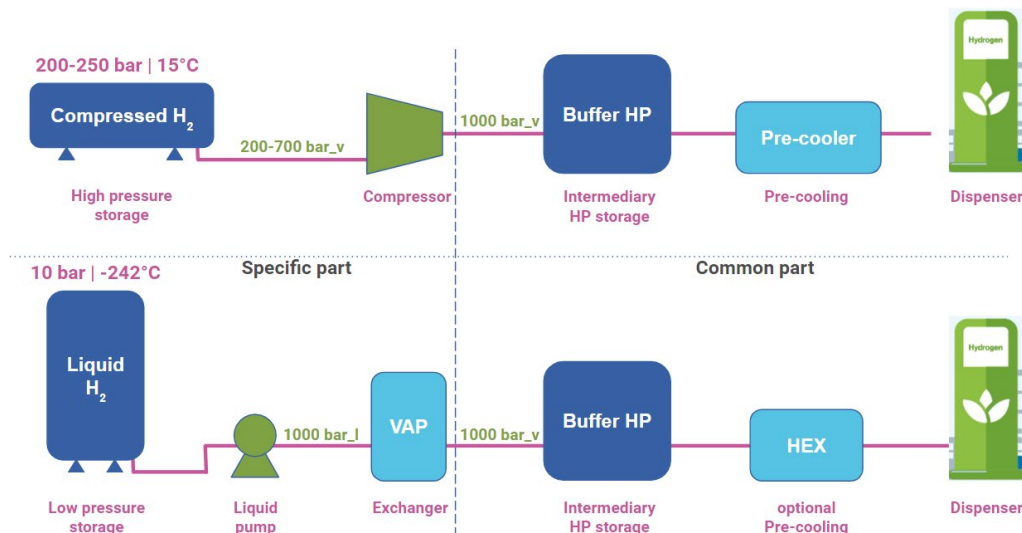 200-250 bar | 15°C
Compressed H2
200-700 bar_v
1000 bar_v
Buffer HP
Pre-cooler
Hydrogen
High pressure
storage
Compressor
Intermediary
HP storage
Pre-cooling
Dispenser
Specific part
Common part
10 bar | -242°C
Liquid
H2
1000 bar_l
VAP
1000 bar_v
Buffer HP
HEX
Hydrogen
Low pressure
storage
Liquid
pump
Exchanger
Intermediary
HP storage
optional
Pre-cooling
Dispenser